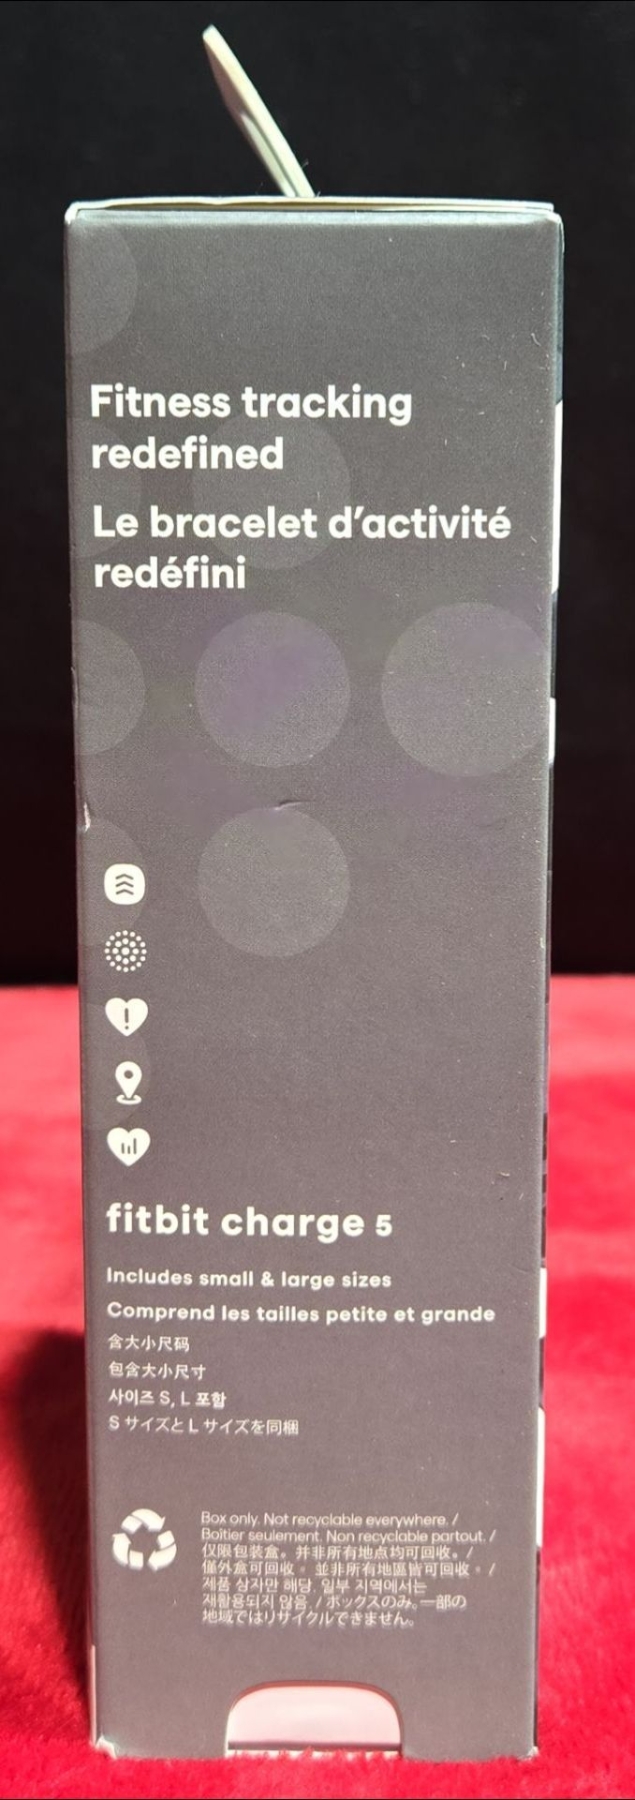 Fitness tracking
redefined
Le bracelet d'activité
redéfini
fitbit charge 5
Includes small & large sizes
Comprend les tailles petite et grande
含大小尺码
包含大小尺寸
사이즈 S, L 포함
S サイズと L サイズを同梱
Box only. Not recyclable everywhere. /
Boîtier seulement. Non recyclable partout. /
仅限包装盒。并非所有地点均可回收。 /
僅外盒可回收。並非所有地區皆可回收。 /
제품 상자만 해당. 일부 지역에서는
재활용되지 않음. / ボックスのみ。一部の
地域ではリサイクルできません。